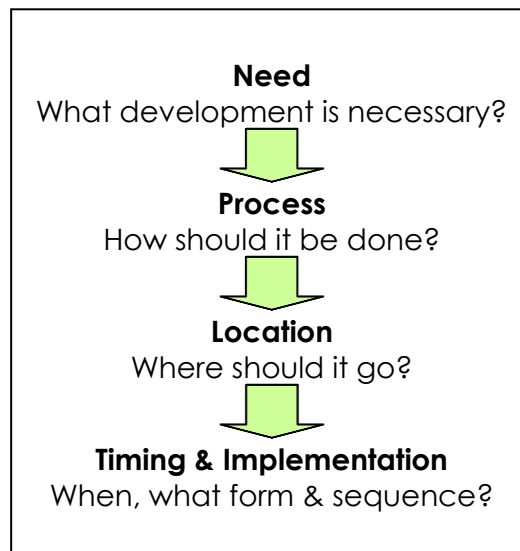 Need
What development is necessary?
Process
How should it be done?
Location
Where should it go?
Timing & Implementation
When, what form & sequence?